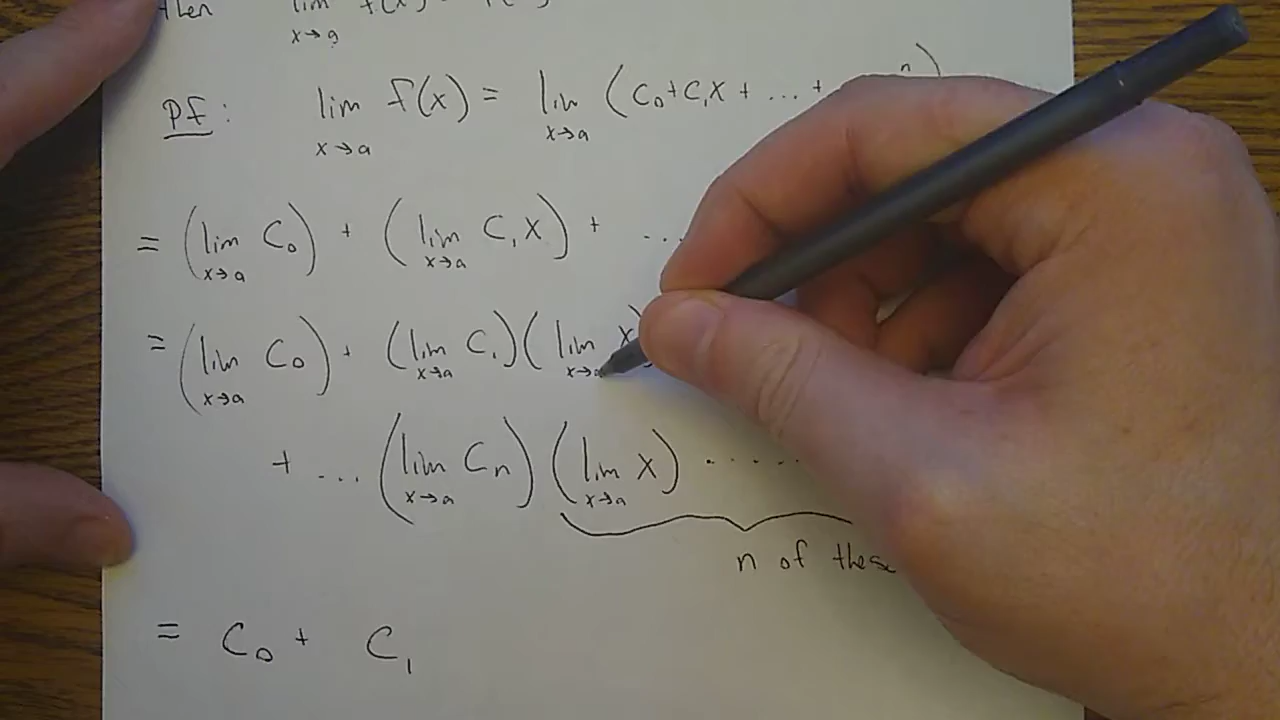 then lim
x→a
Pf: lim f(x) = lim (C₀+C₁x + ... + n)
x→a x→a
= (lim C₀) + (lim C₁x) + ...
x→a x→a
= (lim C₀) + (lim C₁)(lim x)
x→a x→a x→a
+ ... (lim Cₙ)(lim x) .....
x→a x→a
n of these
= C₀ + C₁